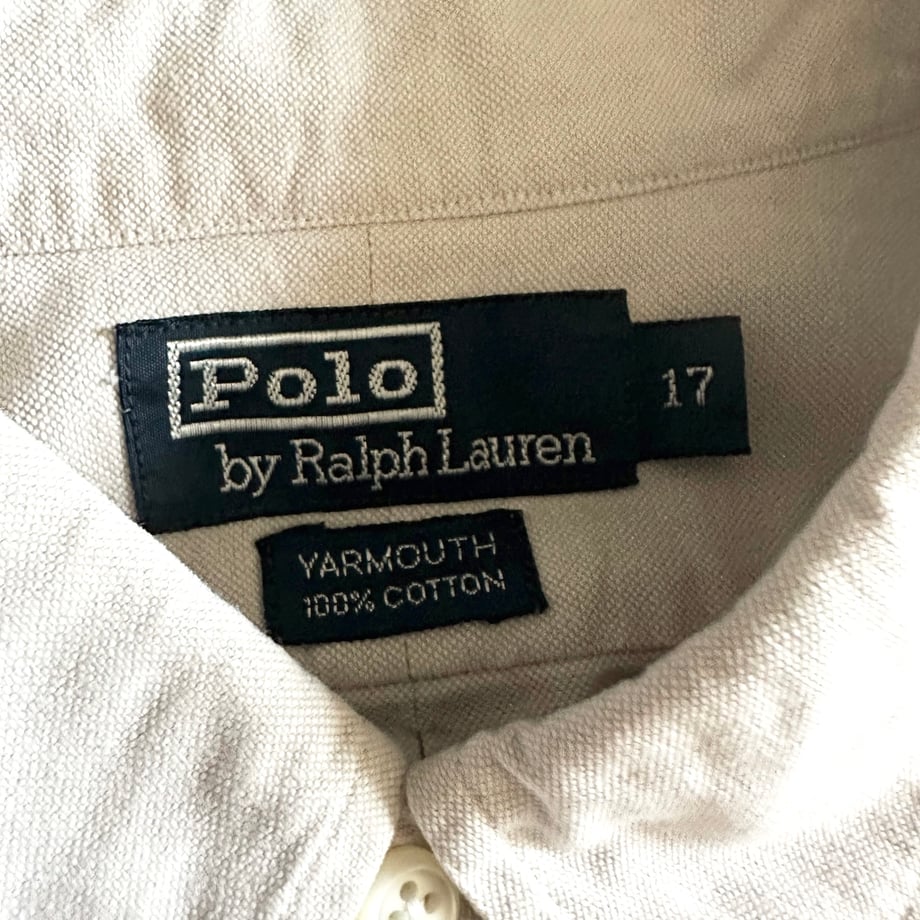 Polo
by Ralph Lauren
17
YARMOUTH
100% COTTON